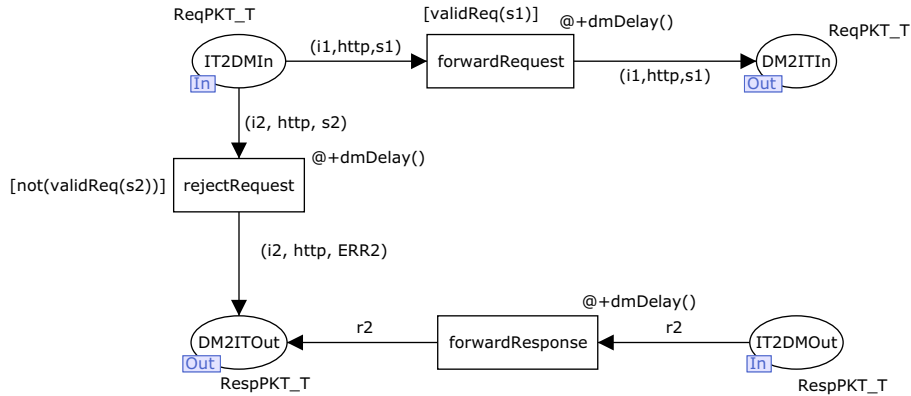 ReqPKT_T
[validReq(s1)]
@+dmDelay()
ReqPKT_T
IT2DMIn
(i1,http,s1)
forwardRequest
(i1,http,s1)
DM2ITIn
In
Out
(i2, http, s2)
@+dmDelay()
[not(validReq(s2))]
rejectRequest
(i2, http, ERR2)
@+dmDelay()
DM2ITOut
r2
forwardResponse
r2
IT2DMOut
Out
In
RespPKT_T
RespPKT_T